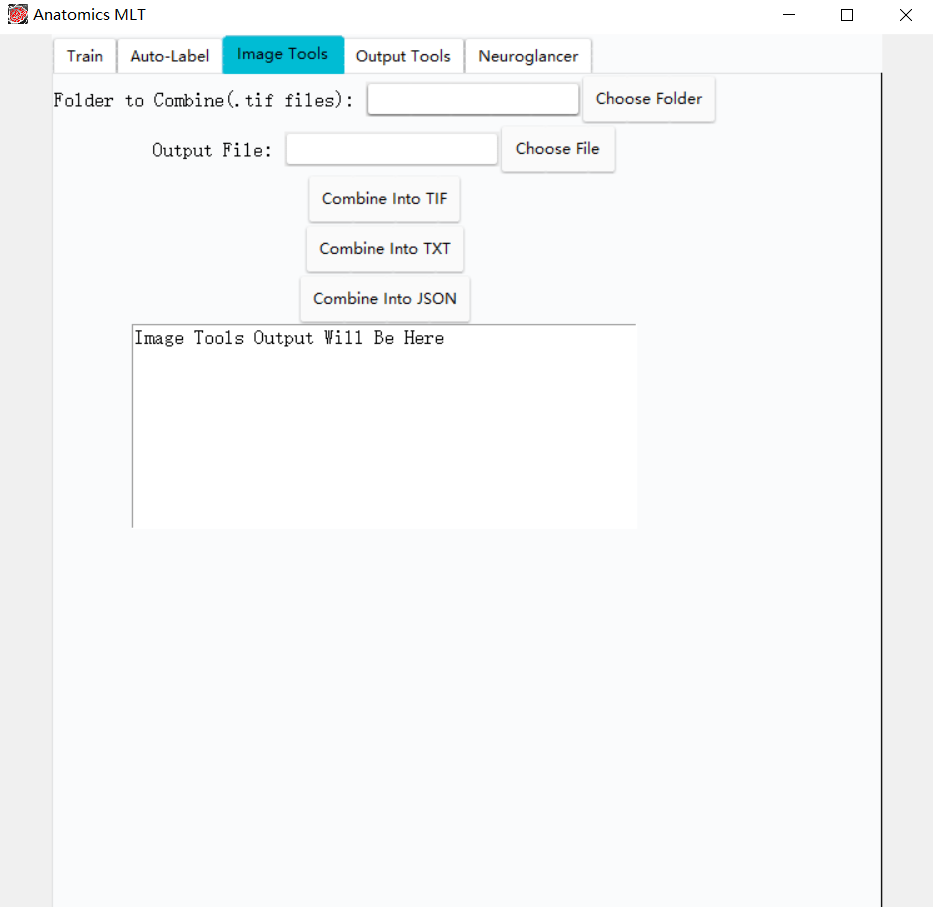 Anatomics MLT
Train Auto-Label Image Tools Output Tools Neuroglancer
Folder to Combine(.tif files): Choose Folder
Output File: Choose File
Combine Into TIF
Combine Into TXT
Combine Into JSON
Image Tools Output Will Be Here